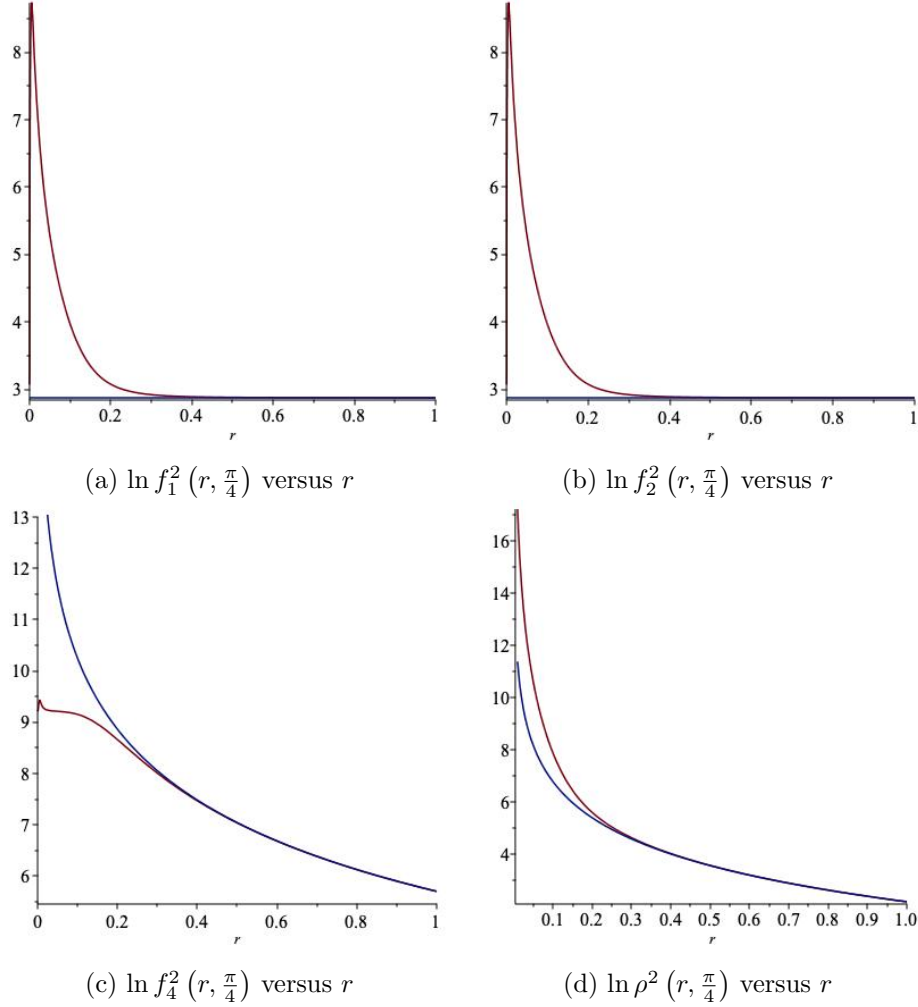 8
7
6
5
4
3
0 0.2 0.4 0.6 0.8 1
r
(a) ln f₁² (r, π/4) versus r
8
7
6
5
4
3
0 0.2 0.4 0.6 0.8 1
r
(b) ln f₂² (r, π/4) versus r
13
12
11
10
9
8
7
6
0 0.2 0.4 0.6 0.8 1
r
(c) ln f₄² (r, π/4) versus r
16
14
12
10
8
6
4
0.1 0.2 0.3 0.4 0.5 0.6 0.7 0.8 0.9 1.0
r
(d) ln ρ² (r, π/4) versus r